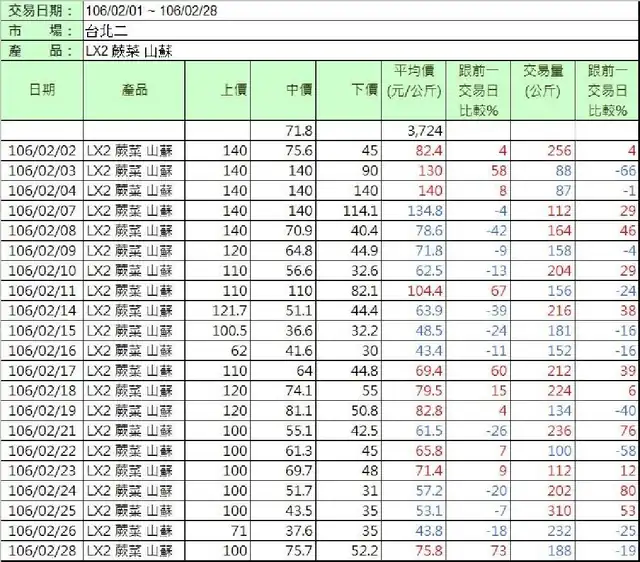 交易日期： 106/02/01 ~ 106/02/28
市 場： 台北二
產 品： LX2 蕨菜 山蘇
日期 產品 上價 中價 下價 平均價(元/公斤) 跟前一交易日比較% 交易量(公斤) 跟前一交易日比較%
71.8 3,724
106/02/02 LX2 蕨菜 山蘇 140 75.6 45 82.4 4 256 4
106/02/03 LX2 蕨菜 山蘇 140 140 90 130 58 88 -66
106/02/04 LX2 蕨菜 山蘇 140 140 140 140 8 87 -1
106/02/07 LX2 蕨菜 山蘇 140 140 114.1 134.8 -4 112 29
106/02/08 LX2 蕨菜 山蘇 140 70.9 40.4 78.6 -42 164 46
106/02/09 LX2 蕨菜 山蘇 120 64.8 44.9 71.8 -9 158 -4
106/02/10 LX2 蕨菜 山蘇 110 56.6 32.6 62.5 -13 204 29
106/02/11 LX2 蕨菜 山蘇 110 110 82.1 104.4 67 156 -24
106/02/14 LX2 蕨菜 山蘇 121.7 51.1 44.4 63.9 -39 216 38
106/02/15 LX2 蕨菜 山蘇 100.5 36.6 32.2 48.5 -24 181 -16
106/02/16 LX2 蕨菜 山蘇 62 41.6 30 43.4 -11 152 -16
106/02/17 LX2 蕨菜 山蘇 110 64 44.8 69.4 60 212 39
106/02/18 LX2 蕨菜 山蘇 120 74.1 55 79.5 15 224 6
106/02/19 LX2 蕨菜 山蘇 120 81.1 50.8 82.8 4 134 -40
106/02/21 LX2 蕨菜 山蘇 100 55.1 42.5 61.5 -26 236 76
106/02/22 LX2 蕨菜 山蘇 100 61.3 45 65.8 7 100 -58
106/02/23 LX2 蕨菜 山蘇 100 69.7 48 71.4 9 112 12
106/02/24 LX2 蕨菜 山蘇 100 51.7 31 57.2 -20 202 80
106/02/25 LX2 蕨菜 山蘇 100 43.5 35 53.1 -7 310 53
106/02/26 LX2 蕨菜 山蘇 71 37.6 35 43.8 -18 232 -25
106/02/28 LX2 蕨菜 山蘇 100 75.7 52.2 75.8 73 188 -19